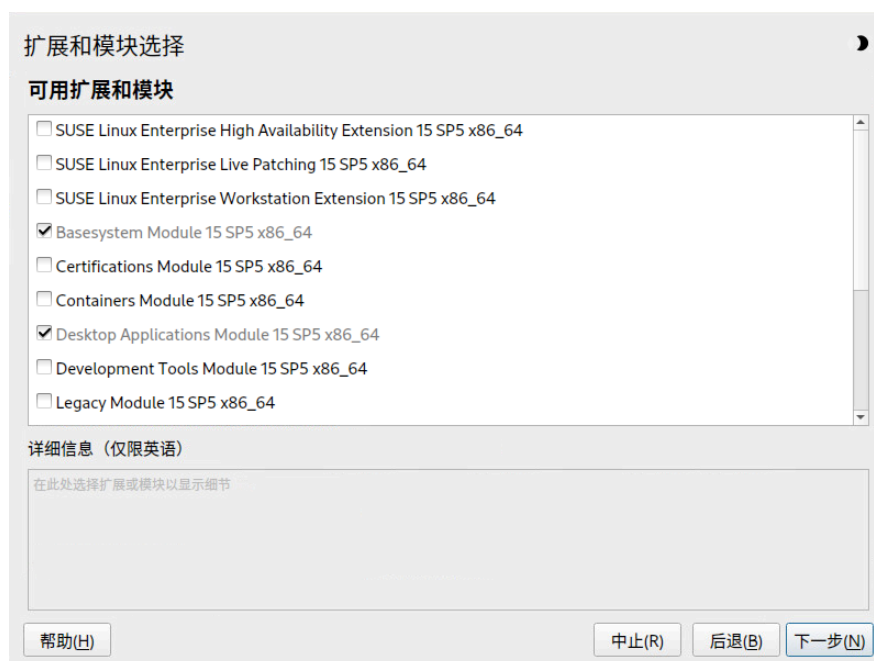 扩展和模块选择
可用扩展和模块
SUSE Linux Enterprise High Availability Extension 15 SP5 x86_64
SUSE Linux Enterprise Live Patching 15 SP5 x86_64
SUSE Linux Enterprise Workstation Extension 15 SP5 x86_64
Basesystem Module 15 SP5 x86_64
Certifications Module 15 SP5 x86_64
Containers Module 15 SP5 x86_64
Desktop Applications Module 15 SP5 x86_64
Development Tools Module 15 SP5 x86_64
Legacy Module 15 SP5 x86_64
详细信息（仅限英语）
在此处选择扩展或模块以显示细节
帮助(H) 中止(R) 后退(B) 下一步(N)